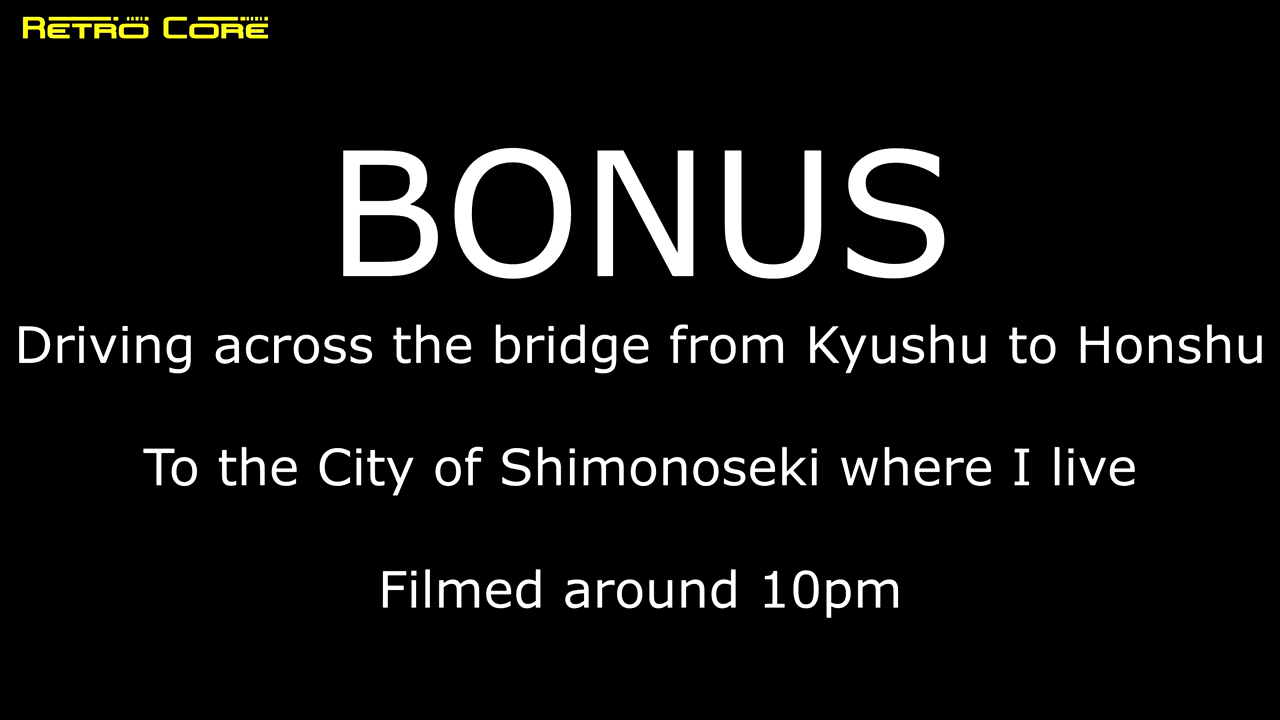 RETRO CORE
BONUS
Driving across the bridge from Kyushu to Honshu
To the City of Shimonoseki where I live
Filmed around 10pm